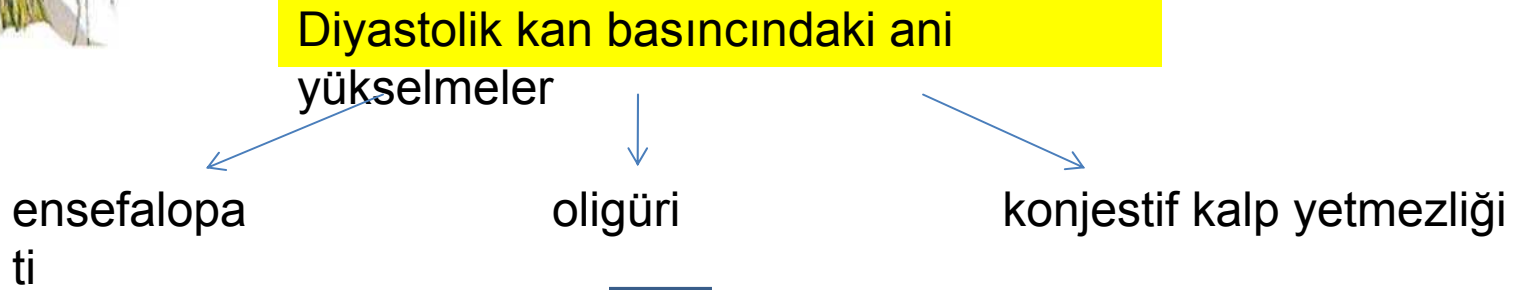 Diyastolik kan basıncındaki ani
yükselmeler
ensefalopa
ti
oligüri
konjestif kalp yetmezliği